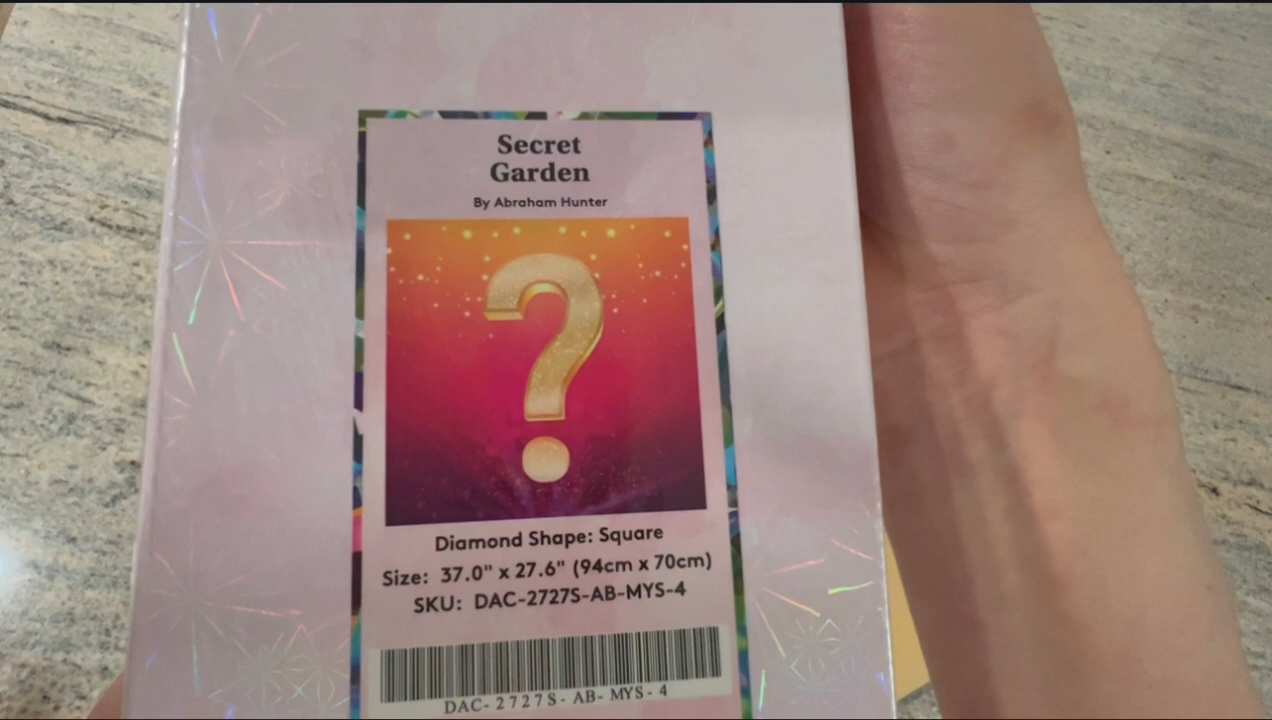 Secret
Garden
By Abraham Hunter
?
Diamond Shape: Square
Size: 37.0" x 27.6" (94cm x 70cm)
SKU: DAC-2727S-AB-MYS-4
DAC-2727S-AB-MYS-4